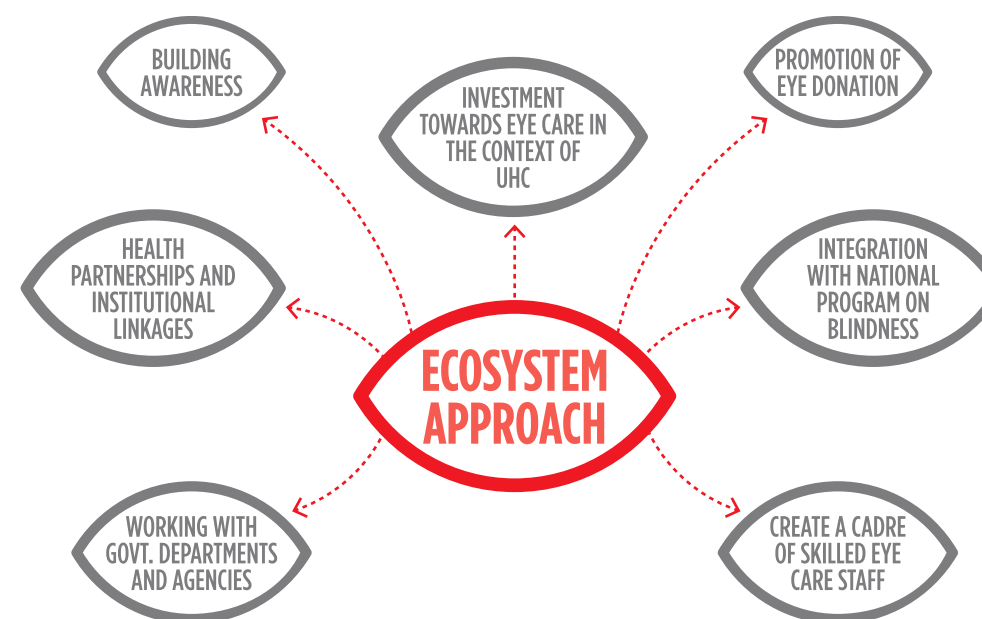 BUILDING
AWARENESS
INVESTMENT
TOWARDS EYE CARE IN
THE CONTEXT OF
UHC
PROMOTION OF
EYE DONATION
HEALTH
PARTNERSHIPS AND
INSTITUTIONAL
LINKAGES
INTEGRATION
WITH NATIONAL
PROGRAM ON
BLINDNESS
ECOSYSTEM
APPROACH
WORKING WITH
GOVT. DEPARTMENTS
AND AGENCIES
CREATE A CADRE
OF SKILLED EYE
CARE STAFF